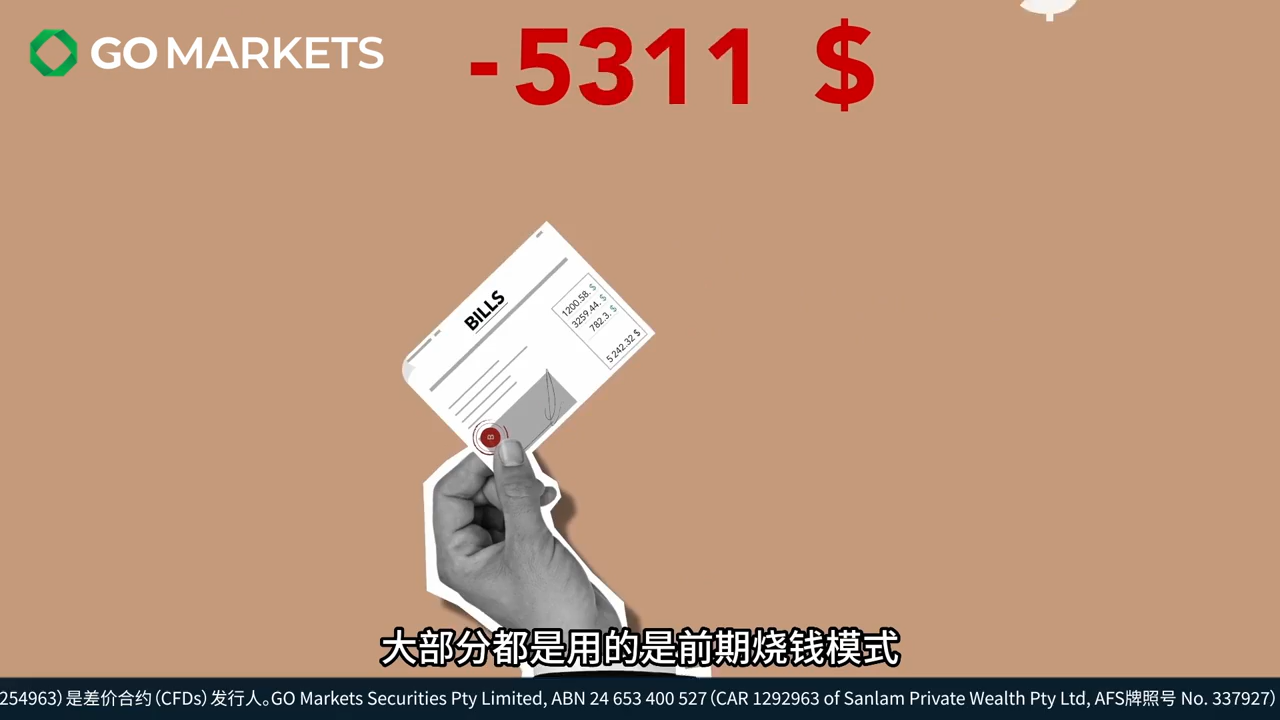 GO MARKETS
-5311 $
BILLS
1200.58. $
3259.44. $
782.3. $
5 242.32 $
大部分都是用的是前期烧钱模式
254963）是差价合约（CFDs）发行人。GO Markets Securities Pty Limited, ABN 24 653 400 527（CAR 1292963 of Sanlam Private Wealth Pty Ltd, AFS牌照号 No. 337927）